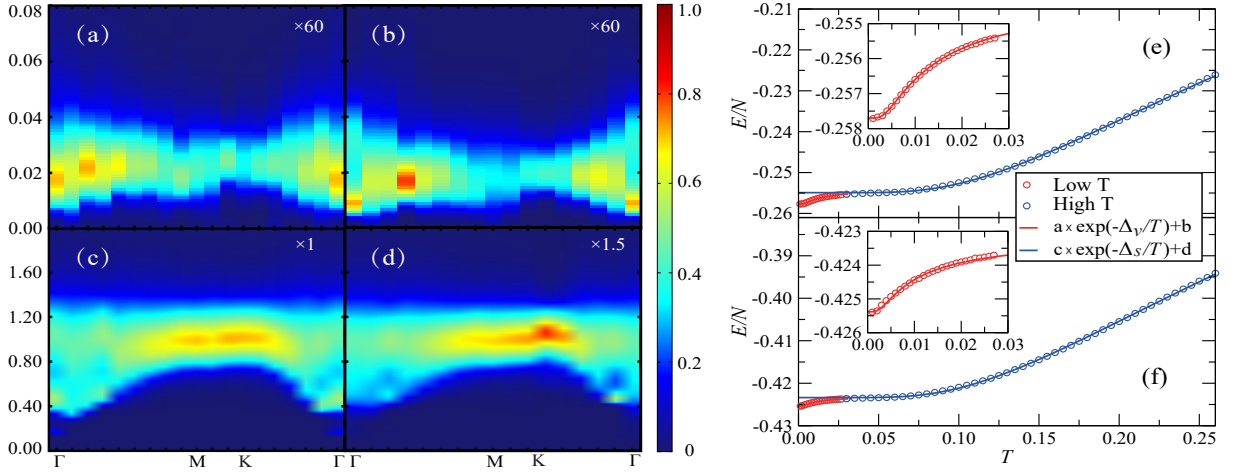 0.08
0.06
0.04
0.02
0.00
(a)
×60
(b)
×60
1.60
1.20
0.80
0.40
0.00
(c)
×1
(d)
×1.5
Γ
M
K
Γ
Γ
M
K
Γ
1.0
0.8
0.6
0.4
0.2
0
E/N
-0.21
-0.22
-0.23
-0.24
-0.25
-0.26
(e)
-0.255
-0.256
-0.257
-0.258
0.00
0.01
0.02
0.03
Low T
High T
a × exp(-Δv/T)+b
c × exp(-Δs/T)+d
E/N
-0.39
-0.40
-0.41
-0.42
-0.43
(f)
-0.423
-0.424
-0.425
-0.426
0.00
0.01
0.02
0.03
0.00
0.05
0.10
0.15
0.20
0.25
T